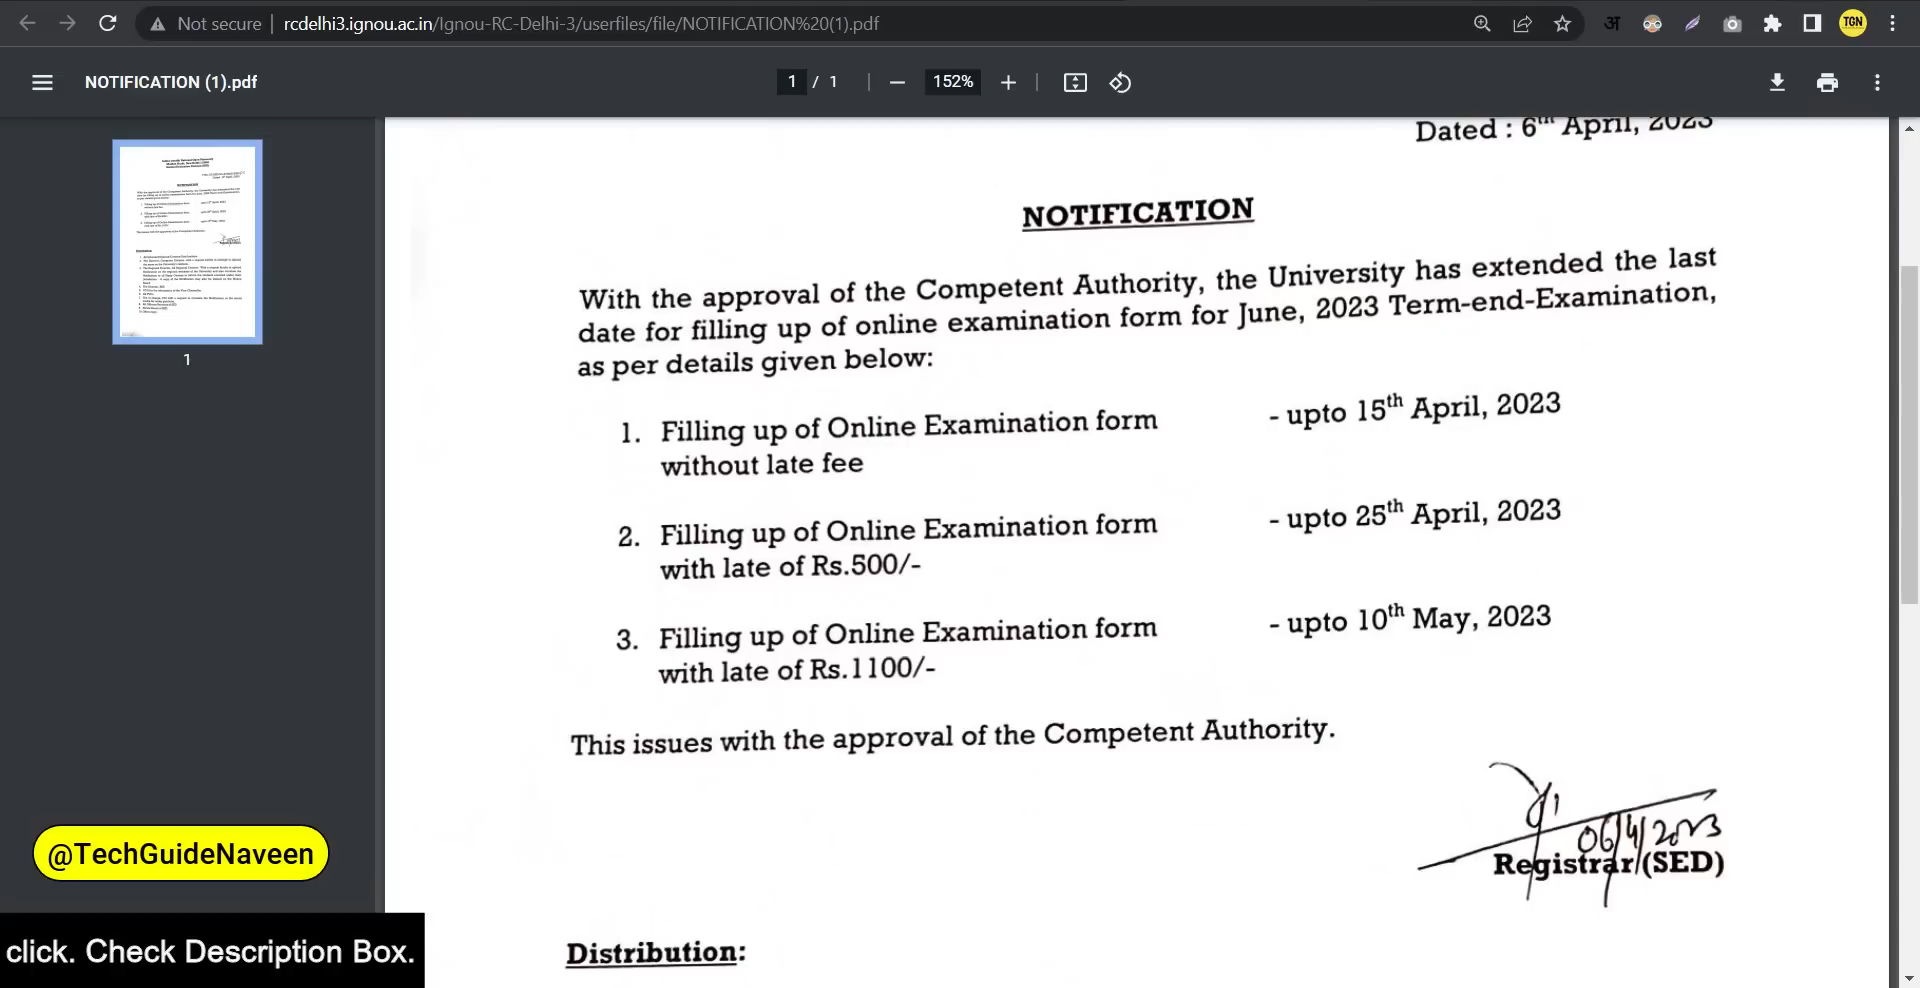 Not secure
rcdelhi3.ignou.ac.in/Ignou-RC-Delhi-3/userfiles/file/NOTIFICATION%20(1).pdf
अ
TGN
NOTIFICATION (1).pdf
1 / 1
152%
Dated : 6th April, 2023
NOTIFICATION
With the approval of the Competent Authority, the University has extended the last
date for filling up of online examination form for June, 2023 Term-end-Examination,
as per details given below:
1. Filling up of Online Examination form - upto 15th April, 2023
without late fee
2. Filling up of Online Examination form - upto 25th April, 2023
with late of Rs.500/-
3. Filling up of Online Examination form - upto 10th May, 2023
with late of Rs.1100/-
This issues with the approval of the Competent Authority.
06/4/2023
Registrar (SED)
Distribution:
1
@TechGuideNaveen
click. Check Description Box.